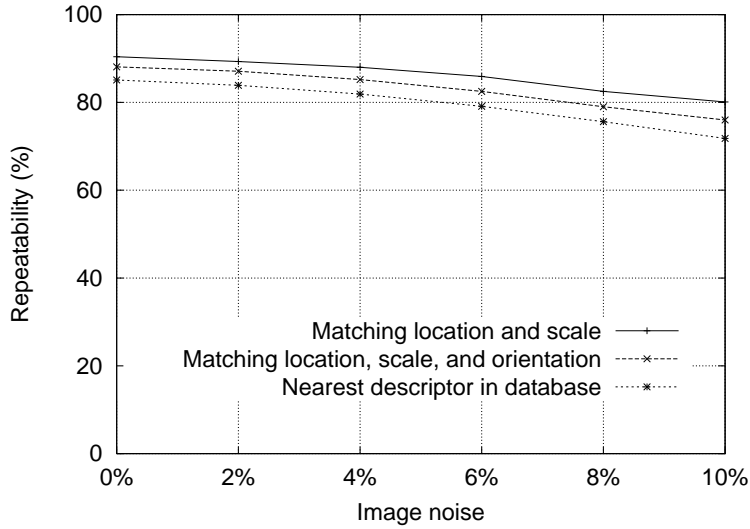 100
80
60
40
20
0
Repeatability (%)
Matching location and scale
Matching location, scale, and orientation
Nearest descriptor in database
0% 2% 4% 6% 8% 10%
Image noise